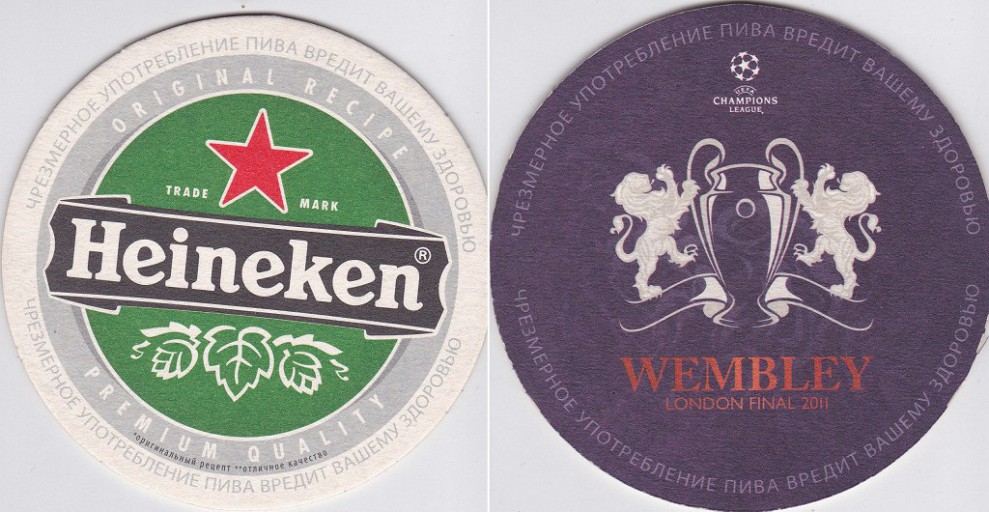 ЧРЕЗМЕРНОЕ УПОТРЕБЛЕНИЕ ПИВА ВРЕДИТ ВАШЕМУ ЗДОРОВЬЮ
ORIGINAL RECIPE
TRADE MARK
Heineken®
PREMIUM QUALITY
*оригинальный рецепт **отличное качество
ЧРЕЗМЕРНОЕ УПОТРЕБЛЕНИЕ ПИВА ВРЕДИТ ВАШЕМУ ЗДОРОВЬЮ
ЧРЕЗМЕРНОЕ УПОТРЕБЛЕНИЕ ПИВА ВРЕДИТ ВАШЕМУ ЗДОРОВЬЮ
UEFA
CHAMPIONS
LEAGUE
WEMBLEY
LONDON FINAL 2011
ЧРЕЗМЕРНОЕ УПОТРЕБЛЕНИЕ ПИВА ВРЕДИТ ВАШЕМУ ЗДОРОВЬЮ